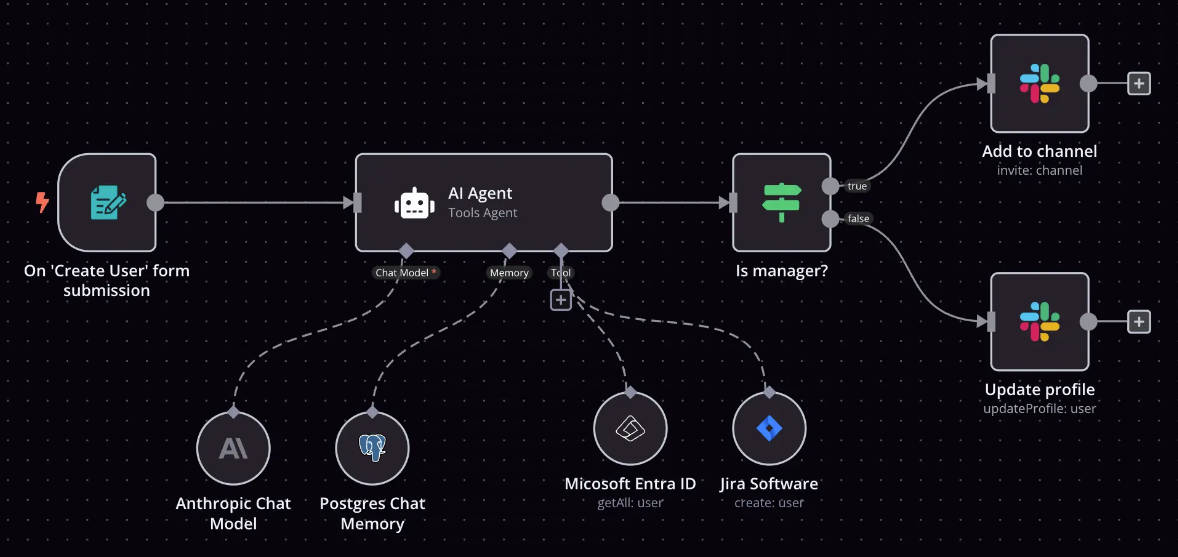 On 'Create User' form
submission
AI Agent
Tools Agent
Chat Model *
Memory
Tool
Is manager?
true
false
Add to channel
invite: channel
Update profile
updateProfile: user
Anthropic Chat
Model
Postgres Chat
Memory
Micosoft Entra ID
getAll: user
Jira Software
create: user